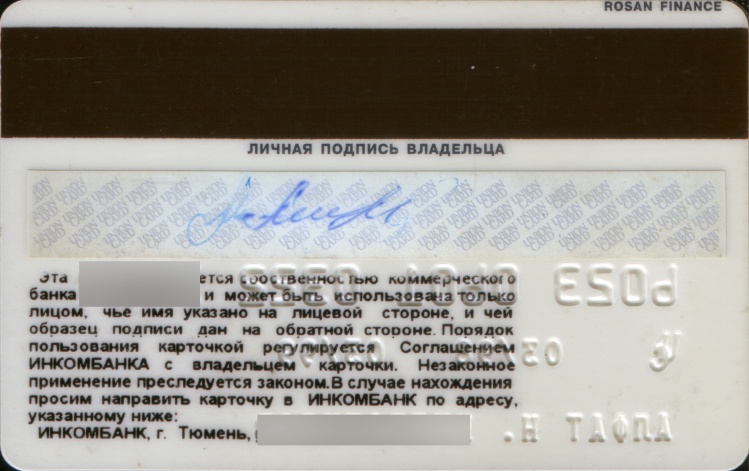 ROSAN FINANCE
ЛИЧНАЯ ПОДПИСЬ ВЛАДЕЛЬЦА
Эта ется собственностью коммерческого
банка и может быть использована только
лицом, чье имя указано на лицевой стороне, и чей
образец подписи дан на обратной стороне. Порядок
пользования карточкой регулируется Соглашением
ИНКОМБАНКА с владельцем карточки. Незаконное
применение преследуется законом.В случае нахождения
просим направить карточку в ИНКОМБАНК по адресу,
указанному ниже:
ИНКОМБАНК, г. Тюмень,